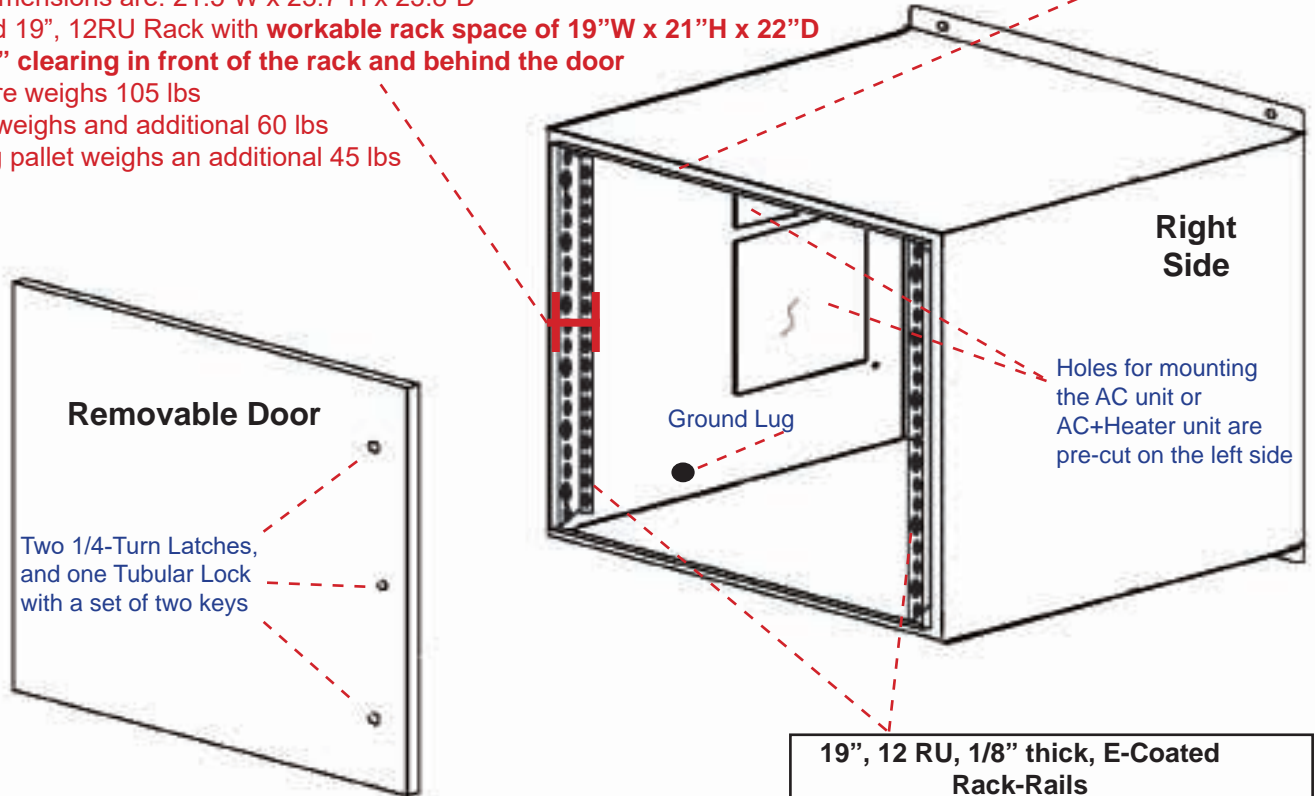 dimensions are: 21.5"W x 25.7"H x 25.8"D
19”, 12RU Rack with workable rack space of 19”W x 21”H x 22”D
” clearing in front of the rack and behind the door
weighs 105 lbs
weighs and additional 60 lbs
pallet weighs an additional 45 lbs
Right
Side
Removable Door
Holes for mounting
the AC unit or
AC+Heater unit are
pre-cut on the left side
Ground Lug
Two 1/4-Turn Latches,
and one Tubular Lock
with a set of two keys
19”, 12 RU, 1/8” thick, E-Coated
Rack-Rails